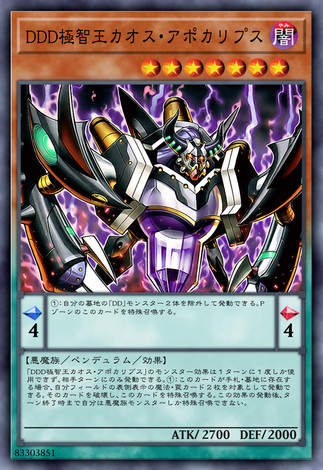 DDD極智王カオス・アポカリプス
やみ
闇
①:自分の墓地の「DD」モンスター2体を除外して発動できる。P
ゾーンのこのカードを特殊召喚する。
4
4
【悪魔族/ペンデュラム/効果】
「DDD極智王カオス・アポカリプス」のモンスター効果は1ターンに1度しか使
用できず、相手ターンにのみ発動できる。①:このカードが手札・墓地に存在す
る場合、自分フィールドの表側表示の魔法・罠カード2枚を対象として発動でき
る。そのカードを破壊し、このカードを特殊召喚する。この効果の発動後、ター
ン終了時まで自分は悪魔族モンスターしか特殊召喚できない。
ATK/2700 DEF/2000
83303851